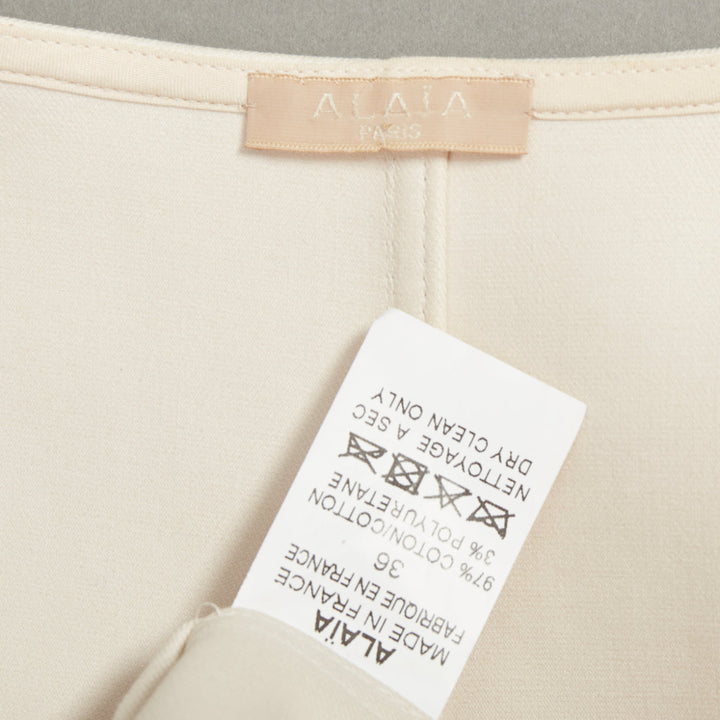 ALAÏA
PARIS
ALAÏA
MADE IN FRANCE
FABRIQUE EN FRANCE
36
97% COTON/COTTON
3% POLYURETANE
NETTOYAGE A SEC
DRY CLEAN ONLY